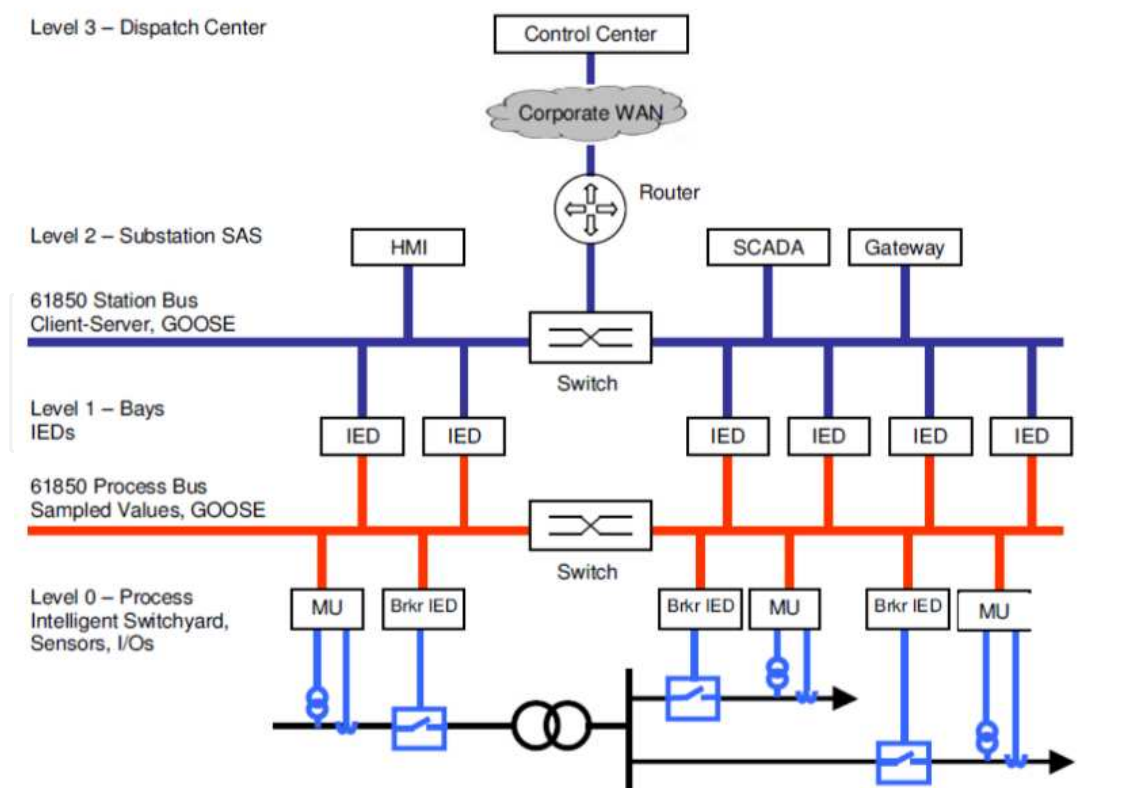 Level 3 – Dispatch Center
Control Center
Corporate WAN
Router
Level 2 – Substation SAS
HMI
SCADA
Gateway
61850 Station Bus
Client-Server, GOOSE
Switch
Level 1 – Bays
IEDs
IED
IED
IED
IED
IED
IED
61850 Process Bus
Sampled Values, GOOSE
Switch
Level 0 – Process
Intelligent Switchyard,
Sensors, I/Os
MU
Brkr IED
Brkr IED
MU
Brkr IED
MU